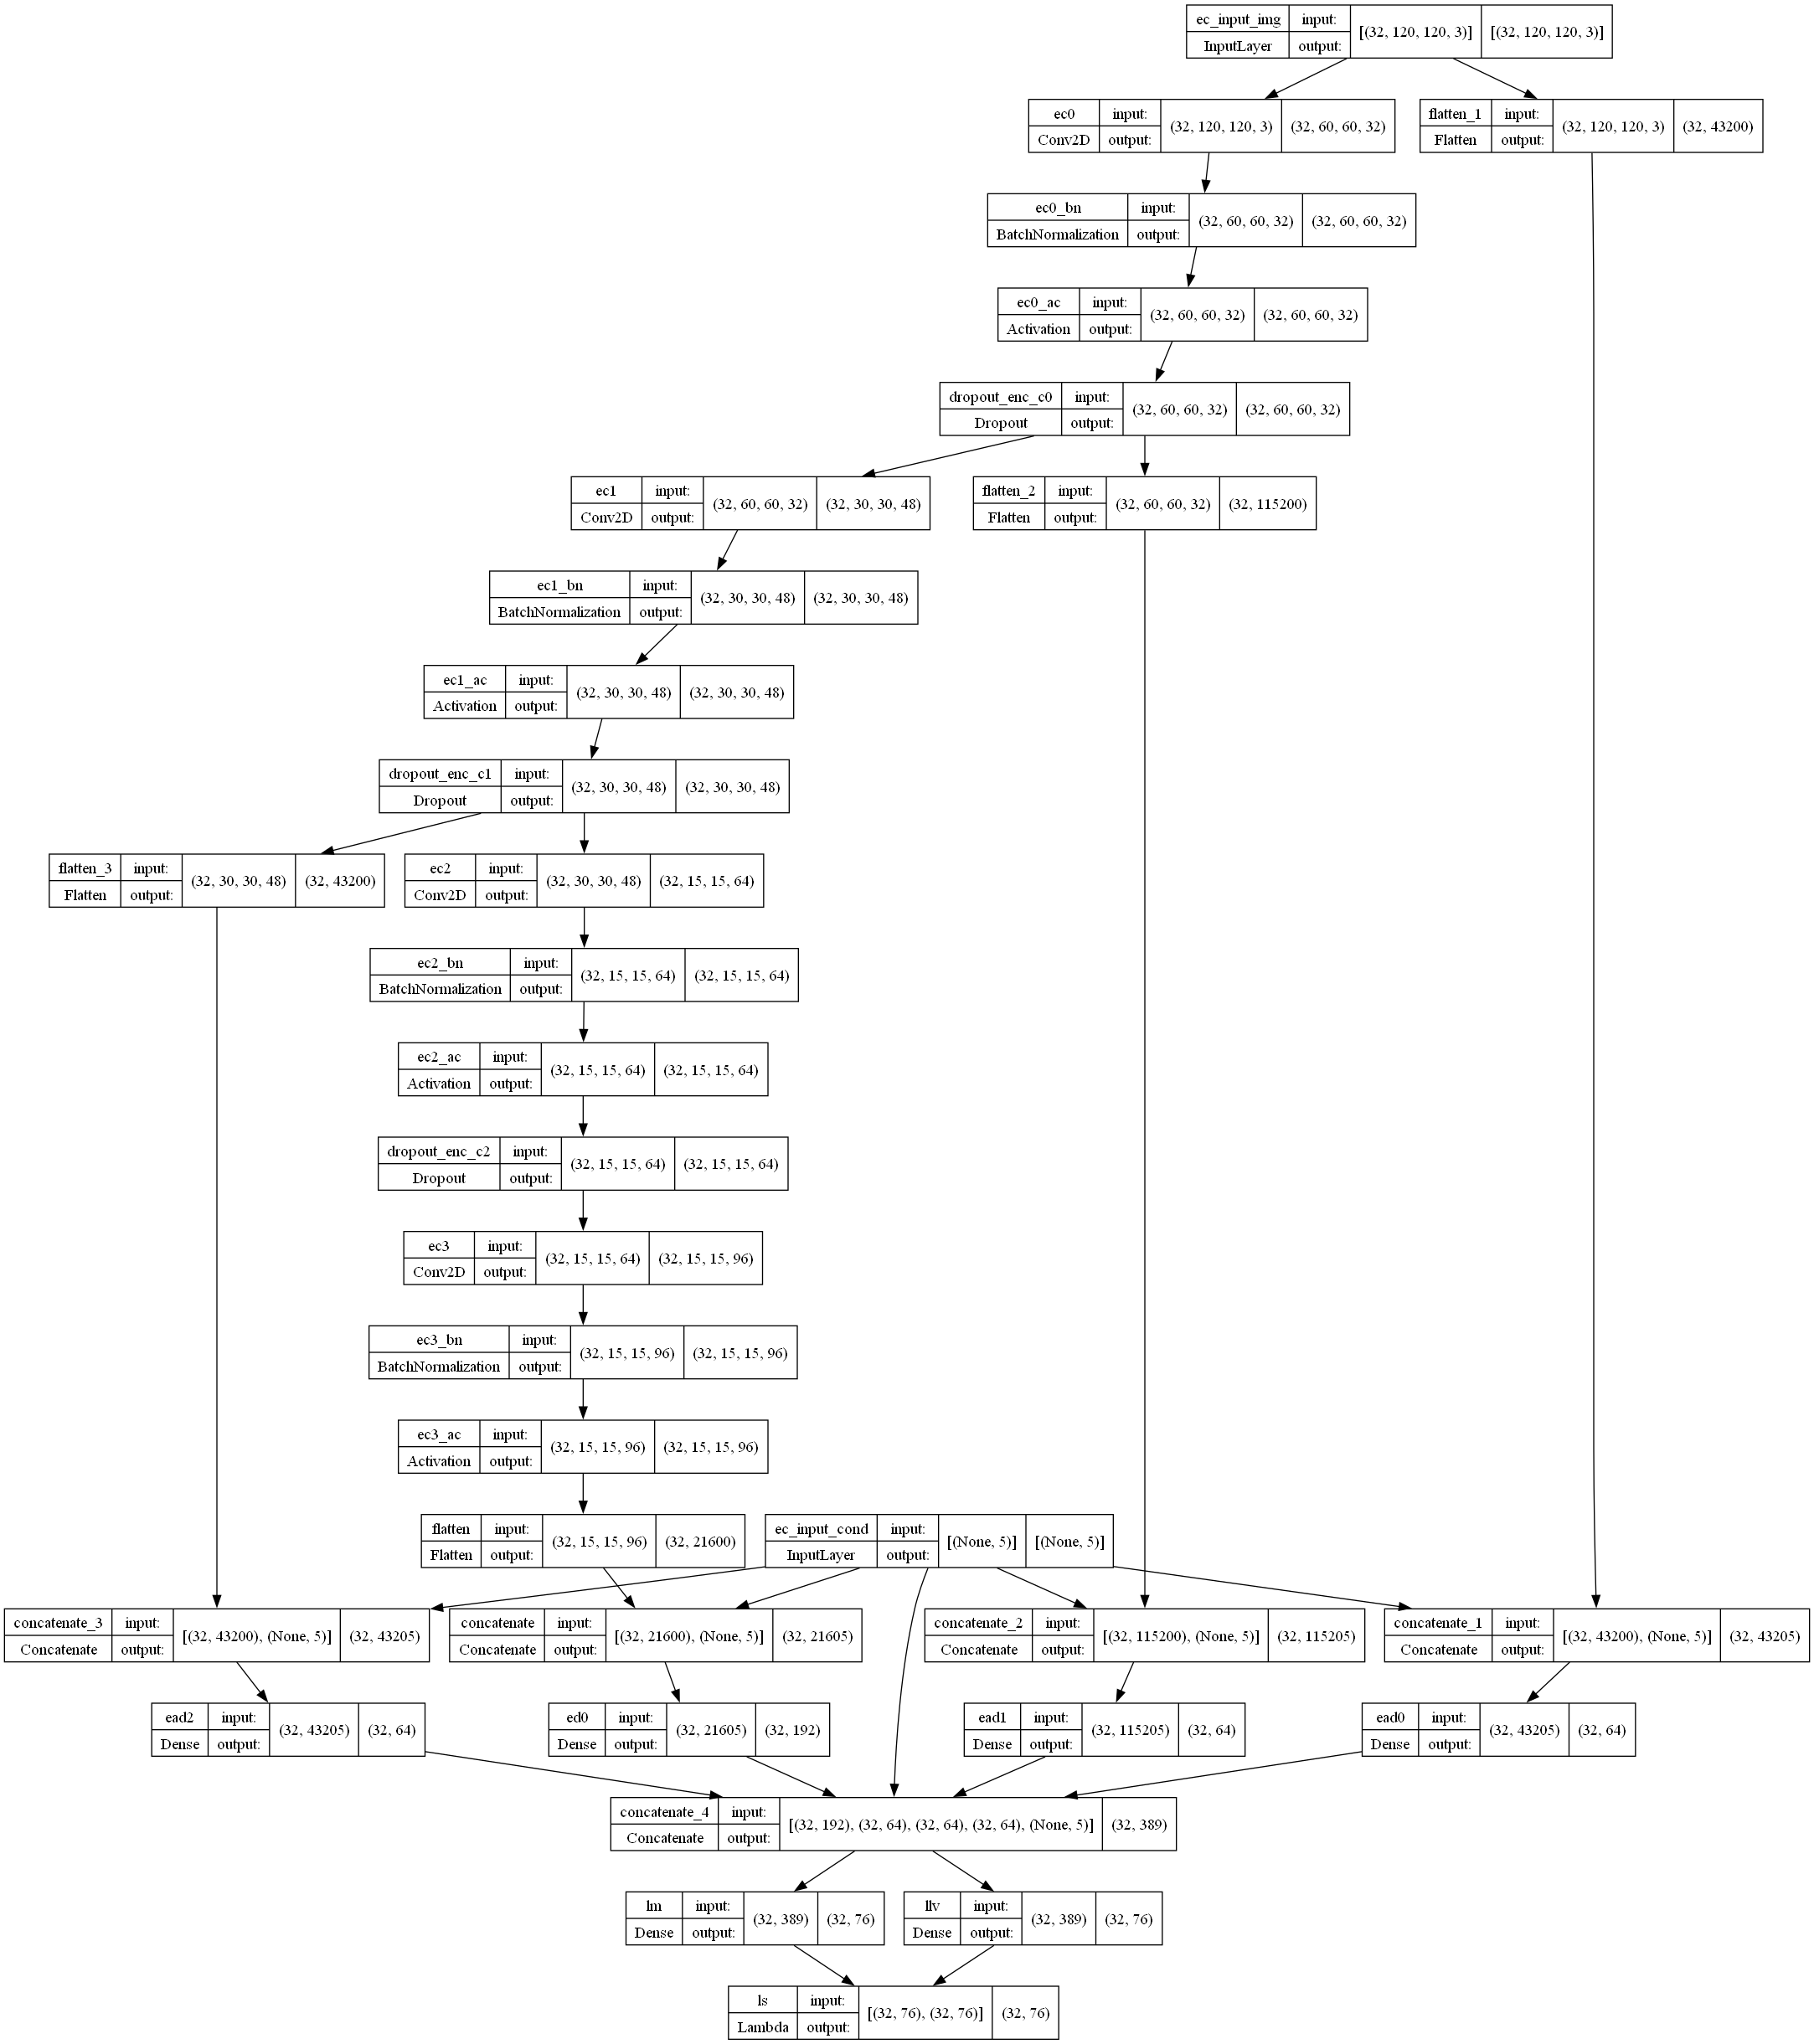 ec_input_img input: [(32, 120, 120, 3)] [(32, 120, 120, 3)]
InputLayer output:
ec0 input: (32, 120, 120, 3) (32, 60, 60, 32)
Conv2D output:
flatten_1 input: (32, 120, 120, 3) (32, 43200)
Flatten output:
ec0_bn input: (32, 60, 60, 32) (32, 60, 60, 32)
BatchNormalization output:
ec0_ac input: (32, 60, 60, 32) (32, 60, 60, 32)
Activation output:
dropout_enc_c0 input: (32, 60, 60, 32) (32, 60, 60, 32)
Dropout output:
ec1 input: (32, 60, 60, 32) (32, 30, 30, 48)
Conv2D output:
flatten_2 input: (32, 60, 60, 32) (32, 115200)
Flatten output:
ec1_bn input: (32, 30, 30, 48) (32, 30, 30, 48)
BatchNormalization output:
ec1_ac input: (32, 30, 30, 48) (32, 30, 30, 48)
Activation output:
dropout_enc_c1 input: (32, 30, 30, 48) (32, 30, 30, 48)
Dropout output:
flatten_3 input: (32, 30, 30, 48) (32, 43200)
Flatten output:
ec2 input: (32, 30, 30, 48) (32, 15, 15, 64)
Conv2D output:
ec2_bn input: (32, 15, 15, 64) (32, 15, 15, 64)
BatchNormalization output:
ec2_ac input: (32, 15, 15, 64) (32, 15, 15, 64)
Activation output:
dropout_enc_c2 input: (32, 15, 15, 64) (32, 15, 15, 64)
Dropout output:
ec3 input: (32, 15, 15, 64) (32, 15, 15, 96)
Conv2D output:
ec3_bn input: (32, 15, 15, 96) (32, 15, 15, 96)
BatchNormalization output:
ec3_ac input: (32, 15, 15, 96) (32, 15, 15, 96)
Activation output:
flatten input: (32, 15, 15, 96) (32, 21600)
Flatten output:
ec_input_cond input: [(None, 5)] [(None, 5)]
InputLayer output:
concatenate_3 input: [(32, 43200), (None, 5)] (32, 43205)
Concatenate output:
concatenate input: [(32, 21600), (None, 5)] (32, 21605)
Concatenate output:
concatenate_2 input: [(32, 115200), (None, 5)] (32, 115205)
Concatenate output:
concatenate_1 input: [(32, 43200), (None, 5)] (32, 43205)
Concatenate output:
ead2 input: (32, 43205) (32, 64)
Dense output:
ed0 input: (32, 21605) (32, 192)
Dense output:
ead1 input: (32, 115205) (32, 64)
Dense output:
ead0 input: (32, 43205) (32, 64)
Dense output:
concatenate_4 input: [(32, 192), (32, 64), (32, 64), (32, 64), (None, 5)] (32, 389)
Concatenate output:
lm input: (32, 389) (32, 76)
Dense output:
llv input: (32, 389) (32, 76)
Dense output:
ls input: [(32, 76), (32, 76)] (32, 76)
Lambda output: